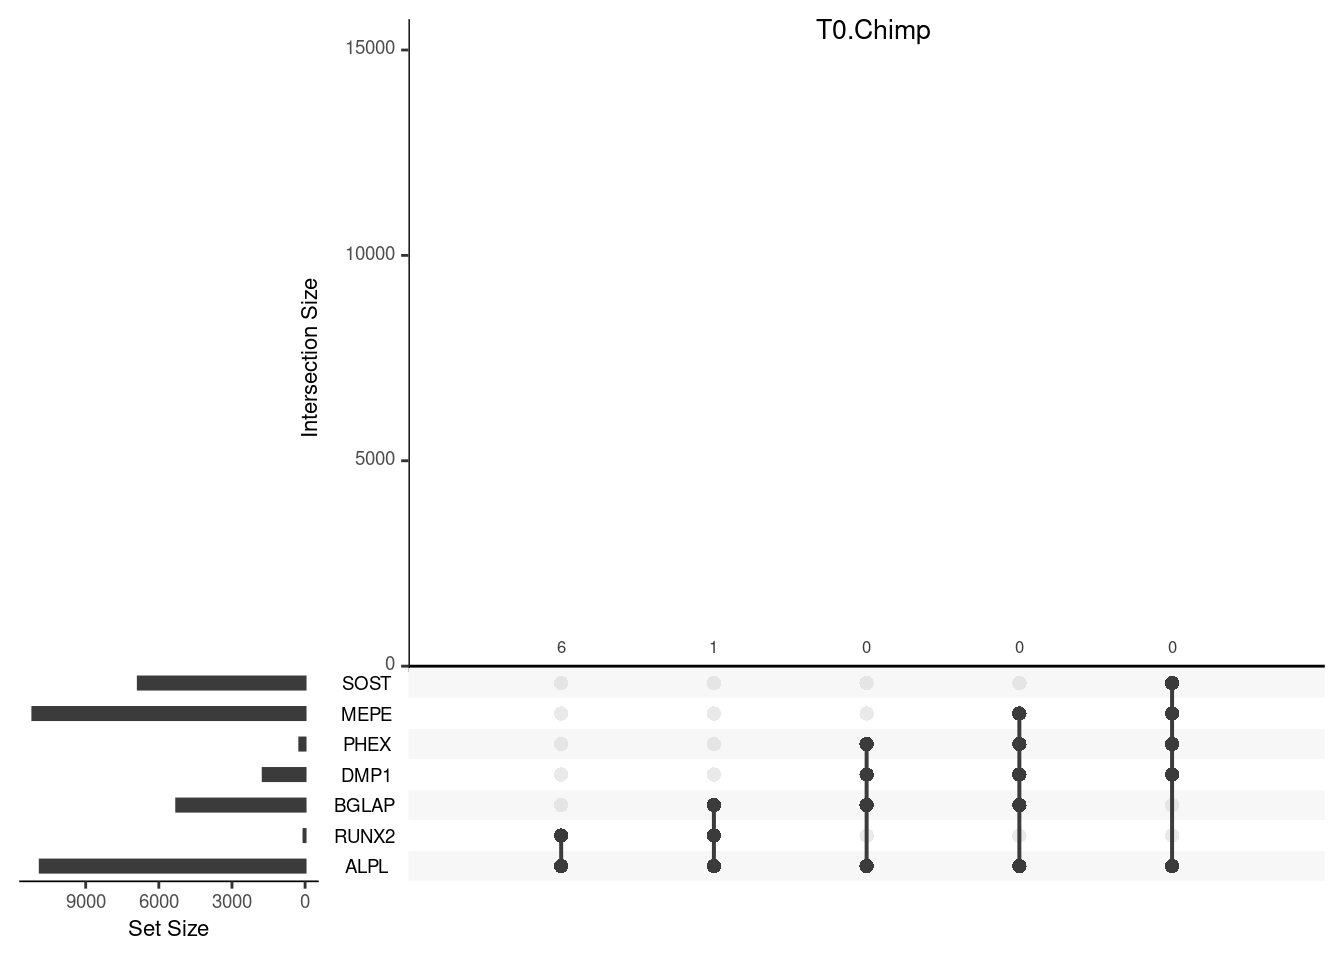 T0.Chimp
15000
10000
5000
0
Intersection Size
6 1 0 0 0
SOST
MEPE
PHEX
DMP1
BGLAP
RUNX2
ALPL
9000 6000 3000 0
Set Size